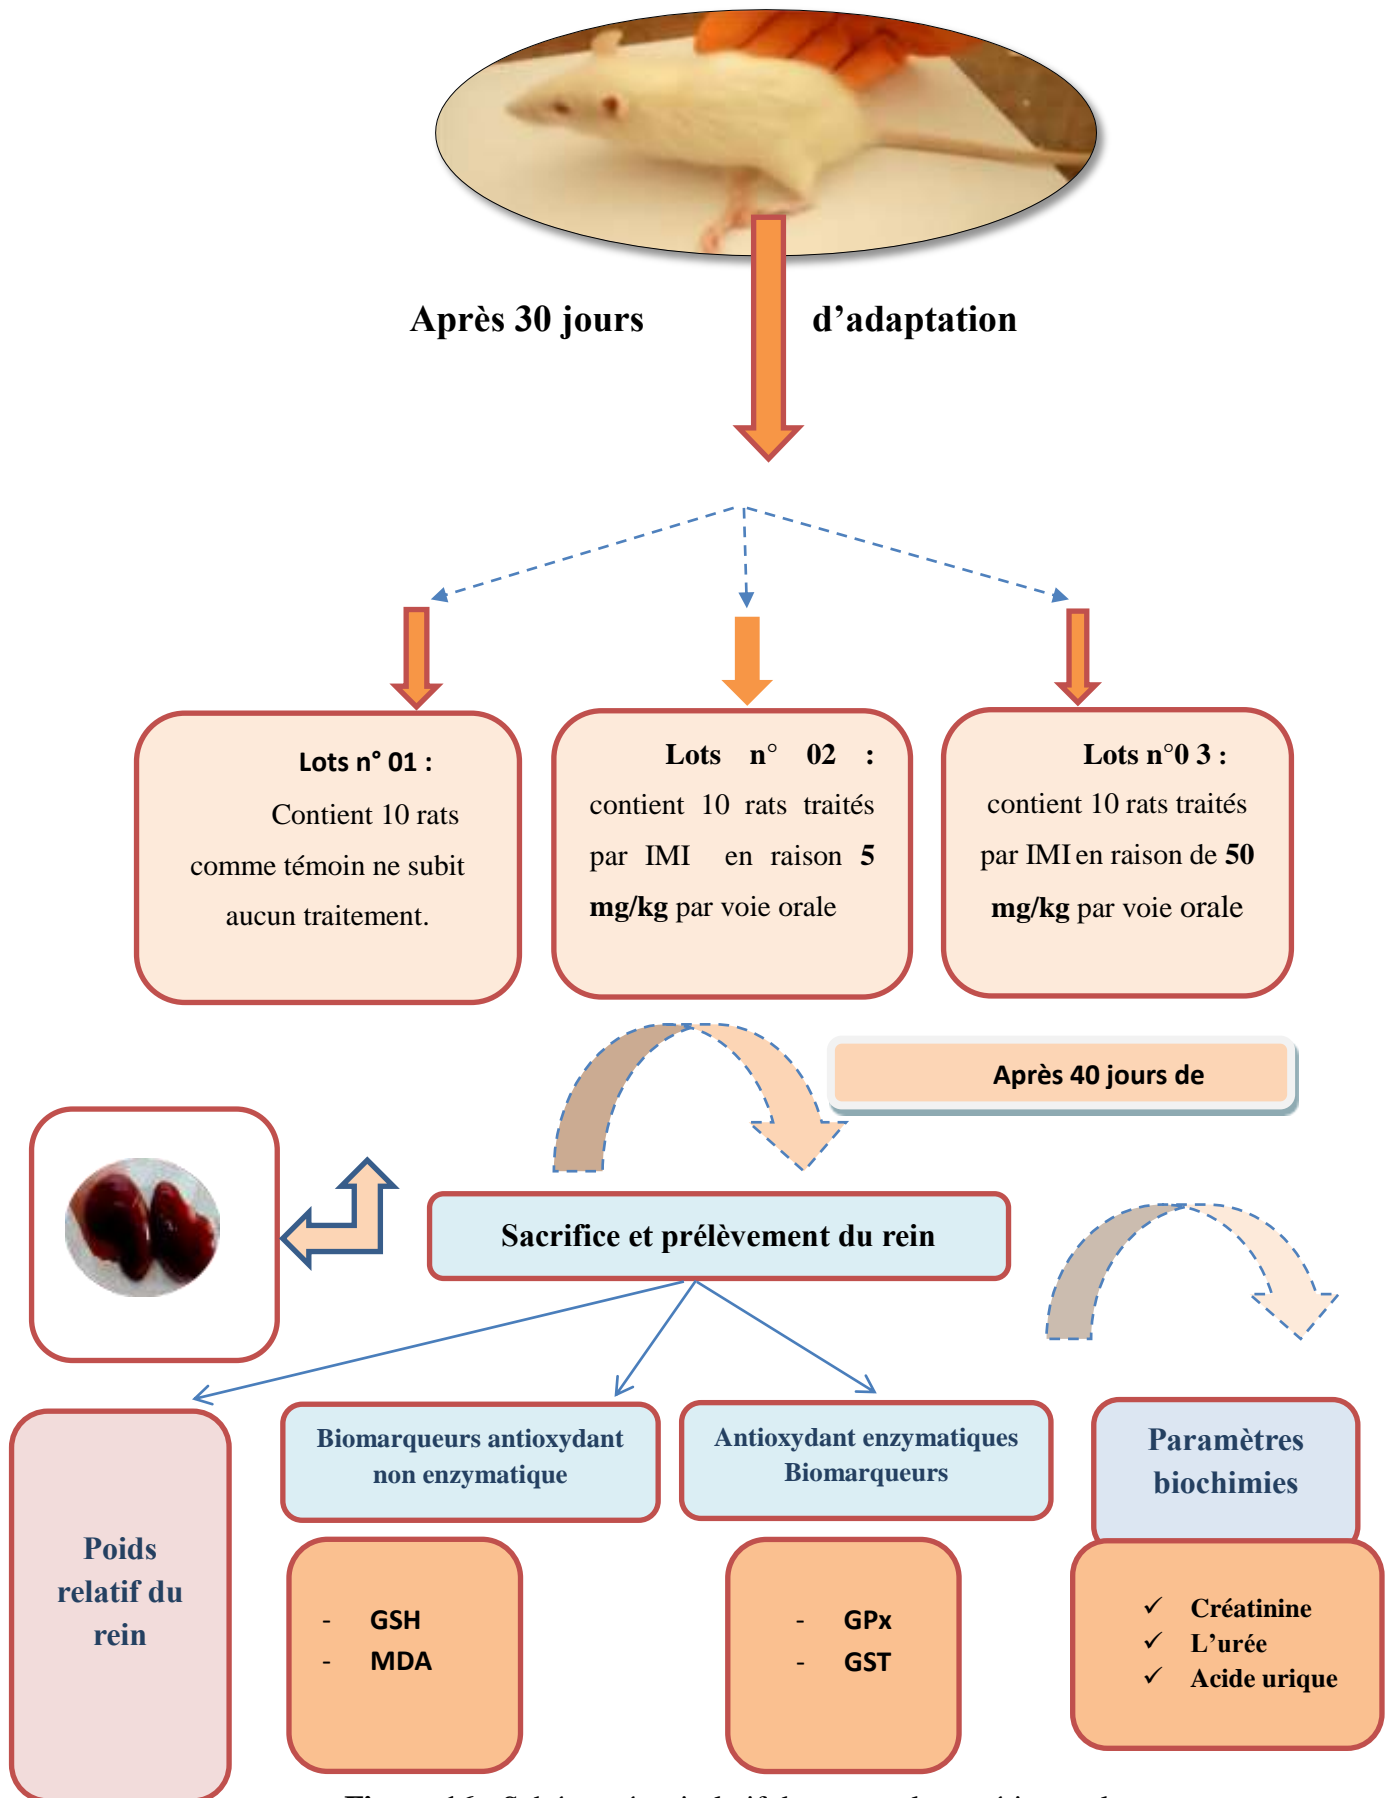 Après 30 jours d’adaptation
Lots n° 01 :
Contient 10 rats
comme témoin ne subit
aucun traitement.
Lots n° 02 :
contient 10 rats traités
par IMI en raison 5
mg/kg par voie orale
Lots n°0 3 :
contient 10 rats traités
par IMI en raison de 50
mg/kg par voie orale
Après 40 jours de
Sacrifice et prélèvement du rein
Poids
relatif du
rein
Biomarqueurs antioxydant
non enzymatique
- GSH
- MDA
Antioxydant enzymatiques
Biomarqueurs
- GPx
- GST
Paramètres
biochimies
✓ Créatinine
✓ L’urée
✓ Acide urique